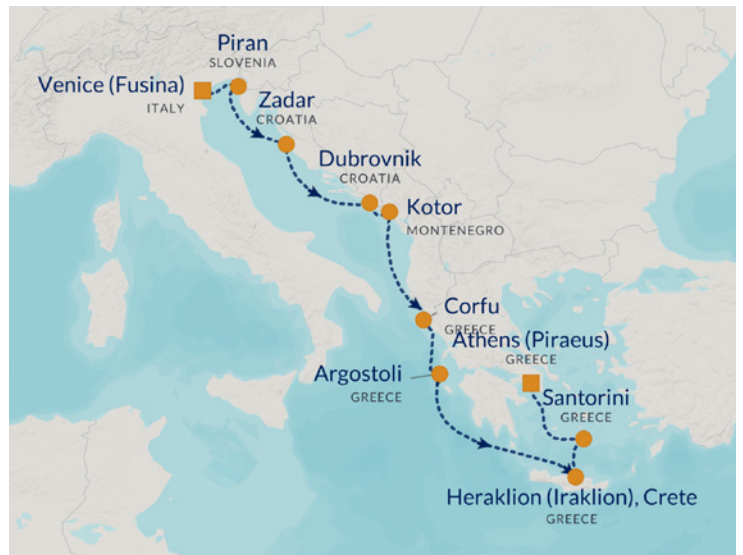 Piran
SLOVENIA
Venice (Fusina)
ITALY
Zadar
CROATIA
Dubrovnik
CROATIA
Kotor
MONTENEGRO
Corfu
GREECE
Athens (Piraeus)
GREECE
Argostoli
GREECE
Santorini
GREECE
Heraklion (Iraklion), Crete
GREECE